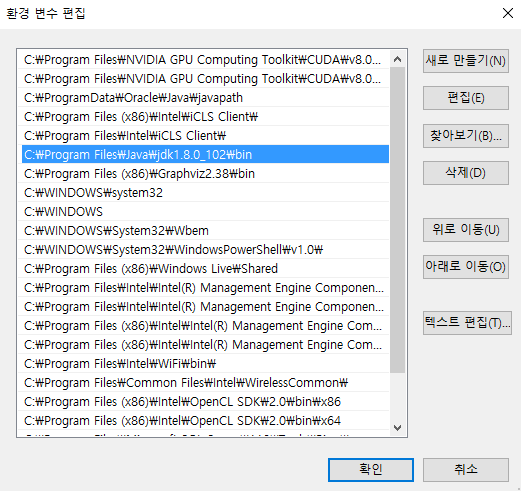 환경 변수 편집
C:₩Program Files₩NVIDIA GPU Computing Toolkit₩CUDA₩v8.0...
C:₩Program Files₩NVIDIA GPU Computing Toolkit₩CUDA₩v8.0...
C:₩ProgramData₩Oracle₩Java₩javapath
C:₩Program Files (x86)₩Intel₩iCLS Client₩
C:₩Program Files₩Intel₩iCLS Client₩
C:₩Program Files₩Java₩jdk1.8.0_102₩bin
C:₩Program Files (x86)₩Graphviz2.38₩bin
C:₩WINDOWS₩system32
C:₩WINDOWS
C:₩WINDOWS₩System32₩Wbem
C:₩WINDOWS₩System32₩WindowsPowerShell₩v1.0₩
C:₩Program Files (x86)₩Windows Live₩Shared
C:₩Program Files₩Intel₩Intel(R) Management Engine Componen...
C:₩Program Files₩Intel₩Intel(R) Management Engine Componen...
C:₩Program Files (x86)₩Intel₩Intel(R) Management Engine Com...
C:₩Program Files (x86)₩Intel₩Intel(R) Management Engine Com...
C:₩Program Files₩Intel₩WiFi₩bin₩
C:₩Program Files₩Common Files₩Intel₩WirelessCommon₩
C:₩Program Files (x86)₩Intel₩OpenCL SDK₩2.0₩bin₩x86
C:₩Program Files (x86)₩Intel₩OpenCL SDK₩2.0₩bin₩x64
새로 만들기(N)
편집(E)
찾아보기(B)...
삭제(D)
위로 이동(U)
아래로 이동(O)
텍스트 편집(T)...
확인
취소